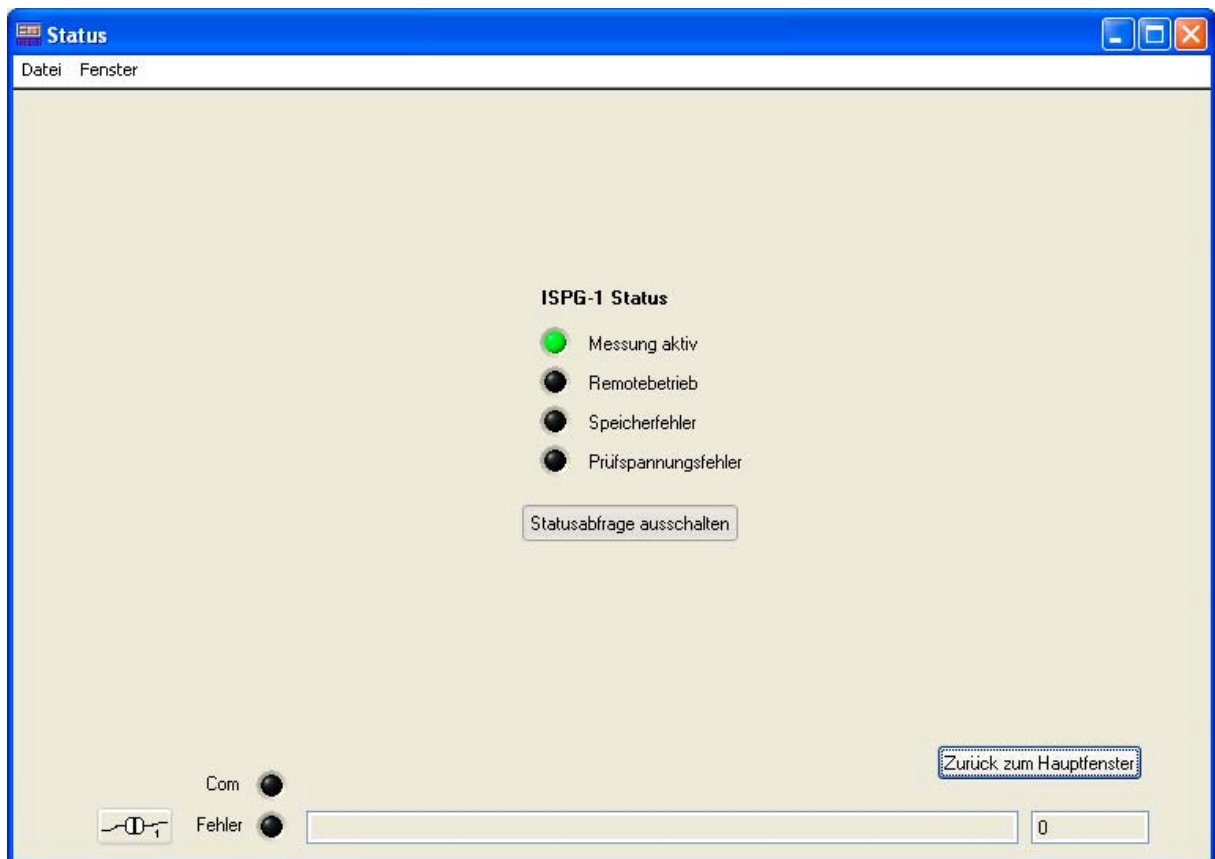 Status
Datei Fenster
ISPG-1 Status
Messung aktiv
Remotebetrieb
Speicherfehler
Prüfspannungsfehler
Statusabfrage ausschalten
Zurück zum Hauptfenster
Com
Fehler
0